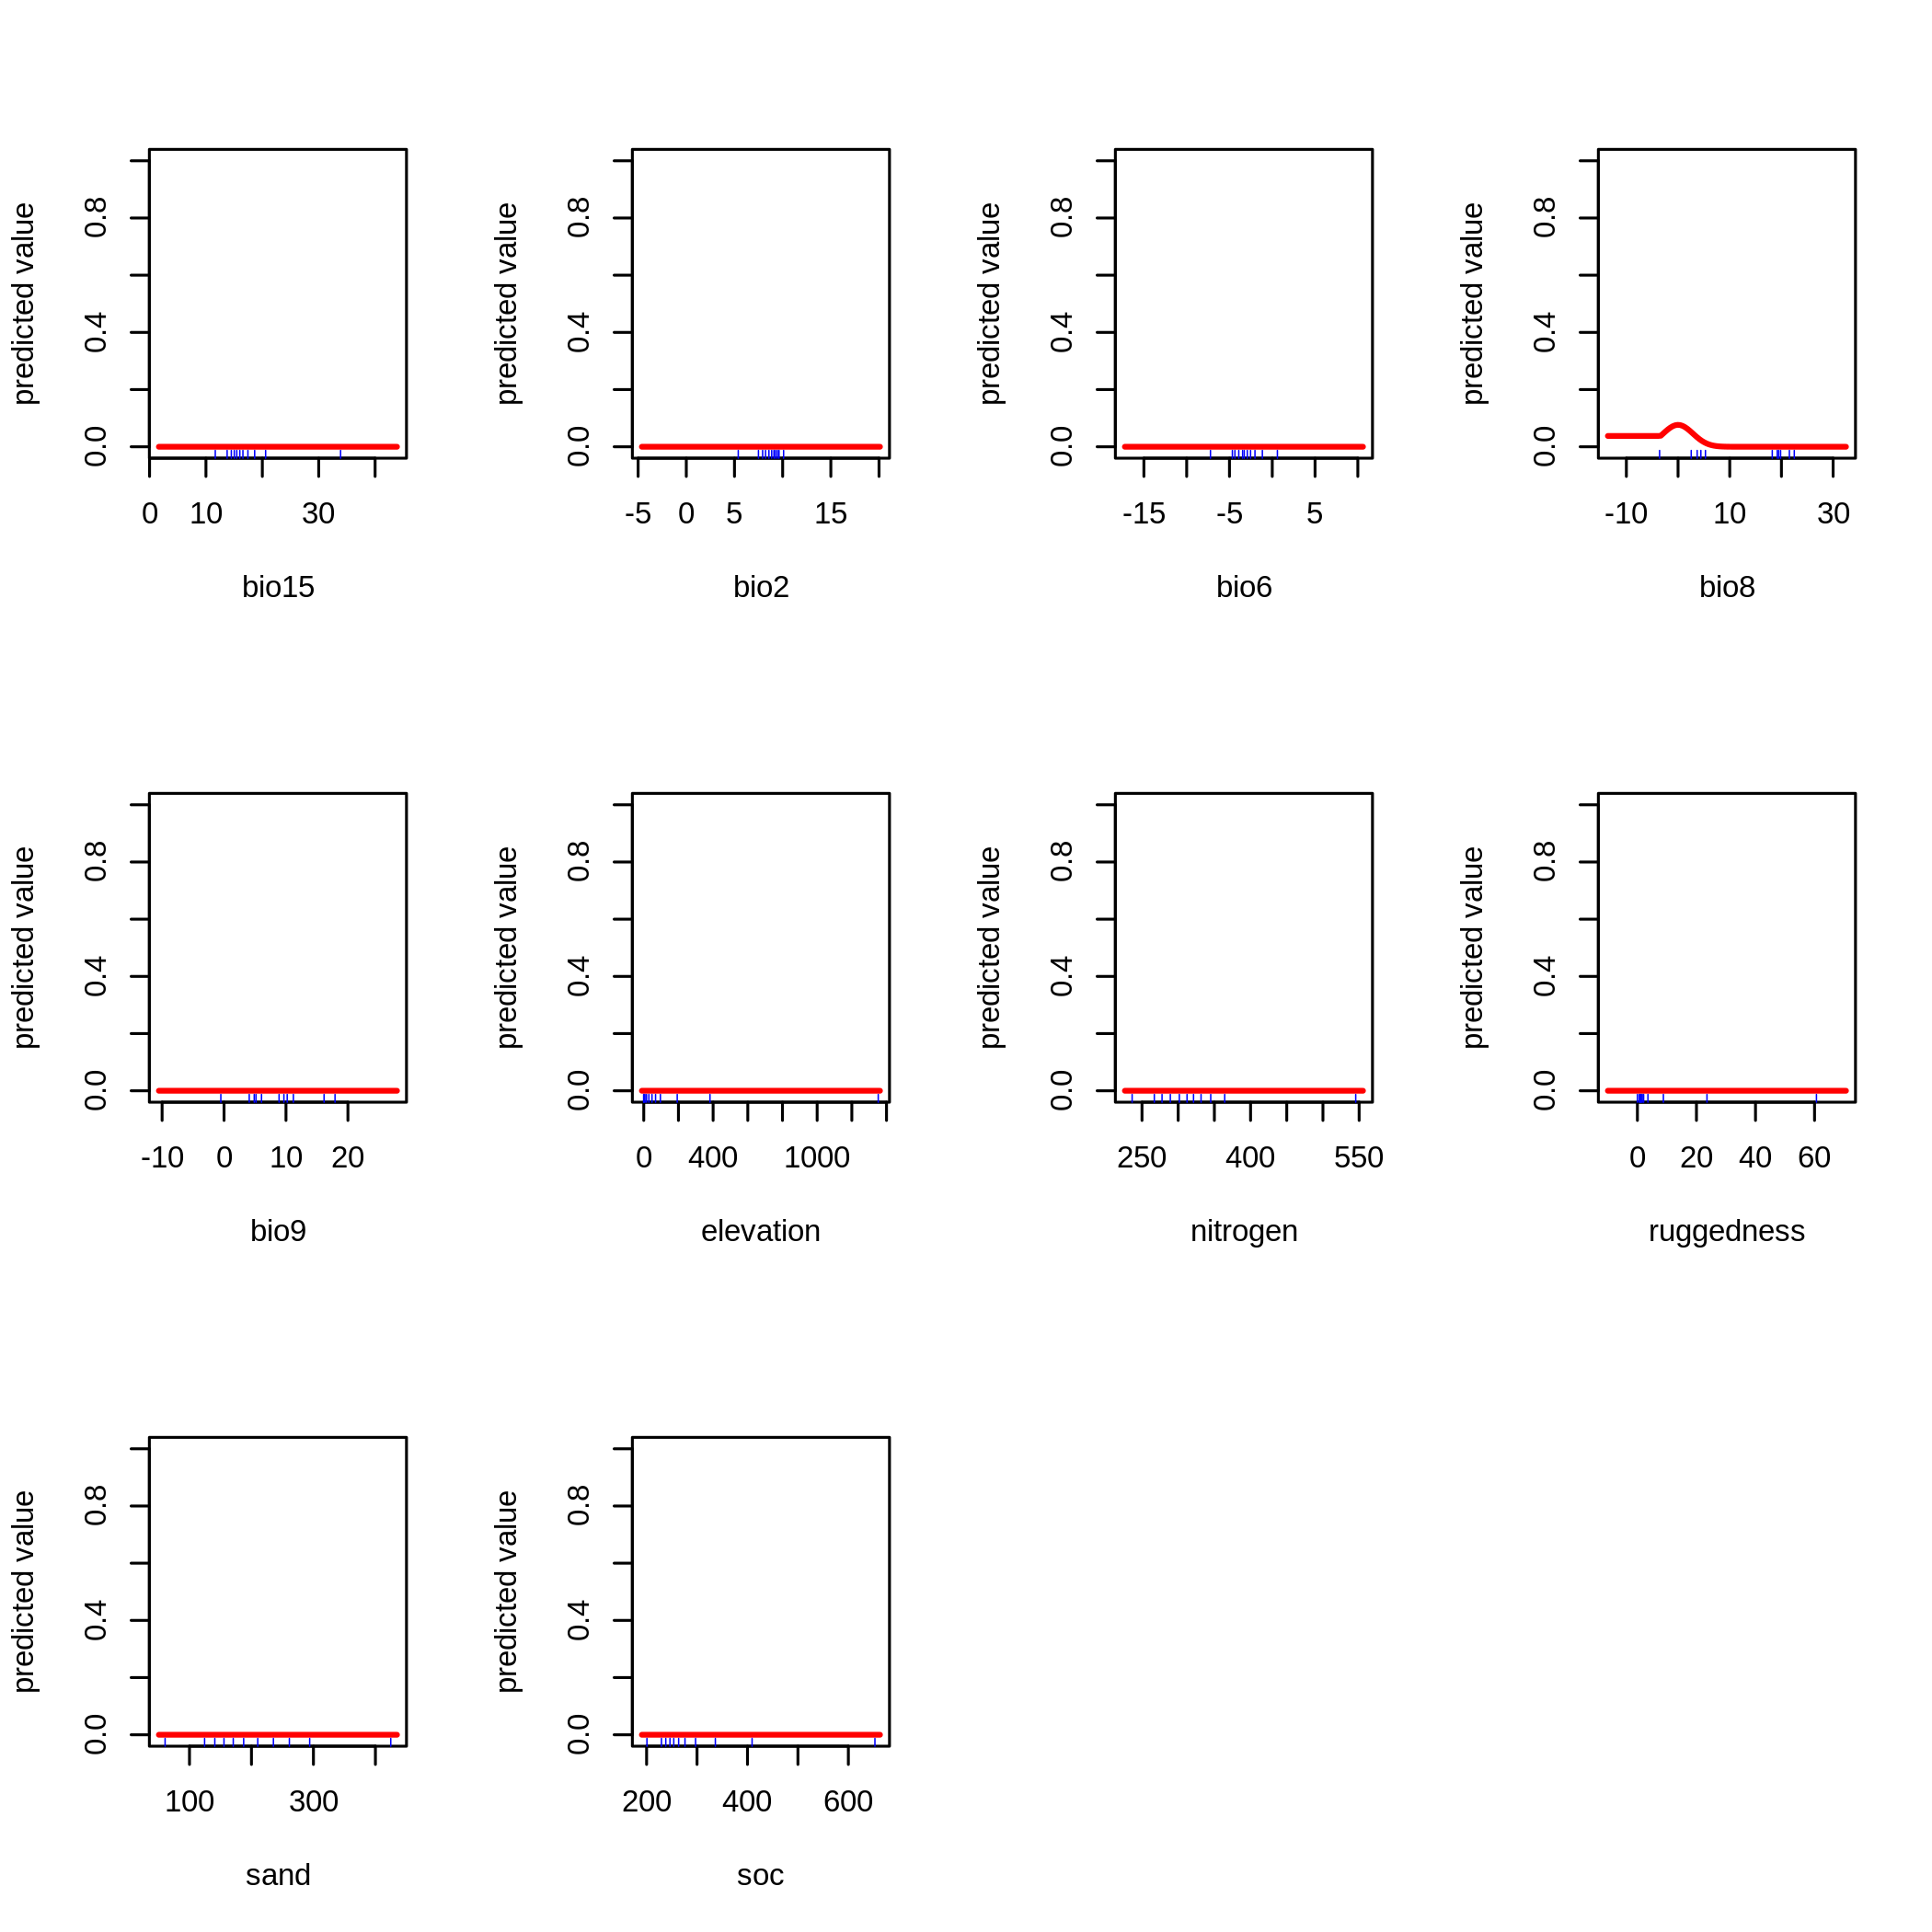 predicted value
0.0 0.4 0.8
0 10 30
bio15
predicted value
0.0 0.4 0.8
-5 0 5 15
bio2
predicted value
0.0 0.4 0.8
-15 -5 5
bio6
predicted value
0.0 0.4 0.8
-10 10 30
bio8
predicted value
0.0 0.4 0.8
-10 0 10 20
bio9
predicted value
0.0 0.4 0.8
0 400 1000
elevation
predicted value
0.0 0.4 0.8
250 400 550
nitrogen
predicted value
0.0 0.4 0.8
0 20 40 60
ruggedness
predicted value
0.0 0.4 0.8
100 300
sand
predicted value
0.0 0.4 0.8
200 400 600
soc